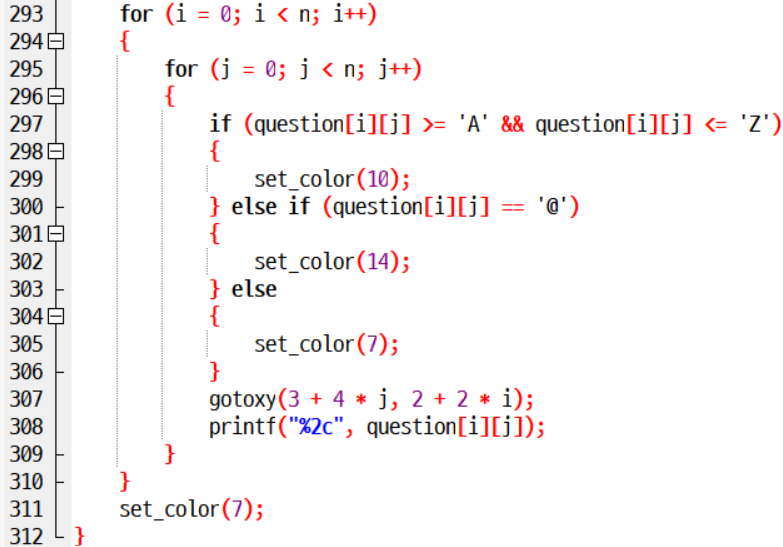 293 for (i = 0; i < n; i++)
294 {
295 for (j = 0; j < n; j++)
296 {
297 if (question[i][j] >= 'A' && question[i][j] <= 'Z')
298 {
299 set_color(10);
300 } else if (question[i][j] == '@')
301 {
302 set_color(14);
303 } else
304 {
305 set_color(7);
306 }
307 gotoxy(3 + 4 * j, 2 + 2 * i);
308 printf("%2c", question[i][j]);
309 }
310 }
311 set_color(7);
312 }